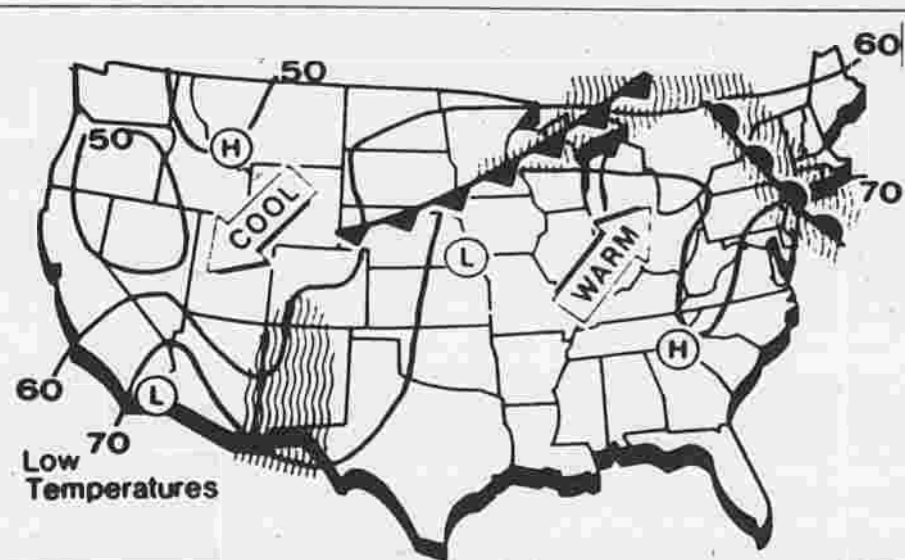 60
50
50
H
70
COOL
L
WARM
H
60
L
70
Low
Temperatures